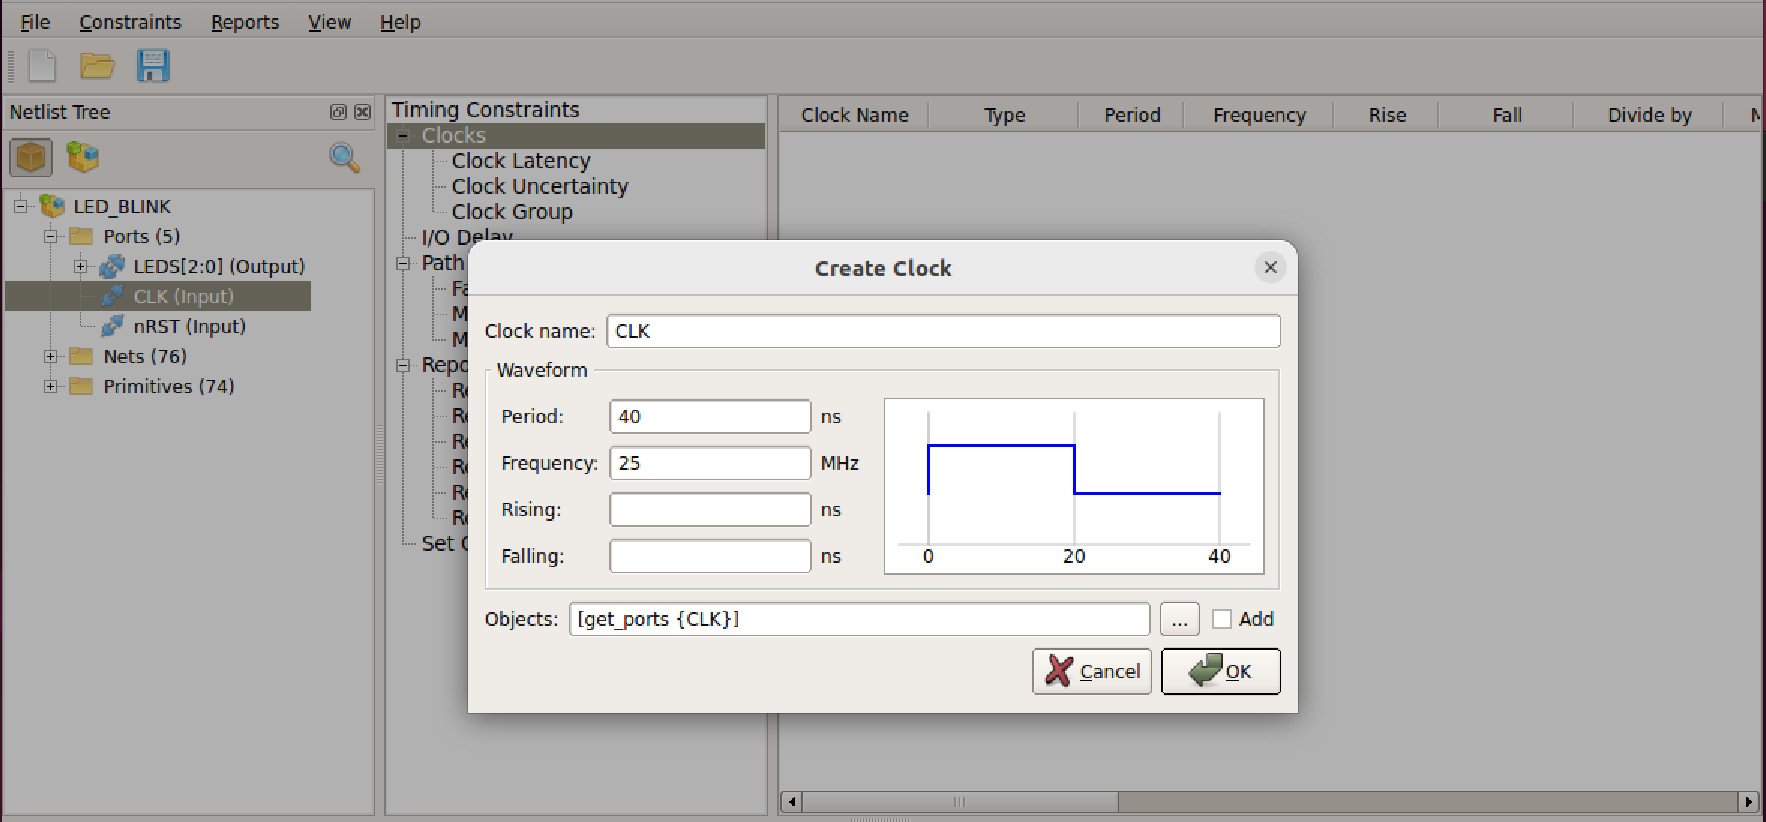 File Constraints Reports View Help
Netlist Tree
LED_BLINK
Ports (5)
LEDS[2:0] (Output)
CLK (Input)
nRST (Input)
Nets (76)
Primitives (74)
Timing Constraints
Clocks
Clock Latency
Clock Uncertainty
Clock Group
I/O Delay
Path
Set
Clock Name Type Period Frequency Rise Fall Divide by
Create Clock
Clock name: CLK
Waveform
Period: 40 ns
Frequency: 25 MHz
Rising: ns
Falling: ns
0 20 40
Objects: [get_ports {CLK}] ... Add
Cancel OK